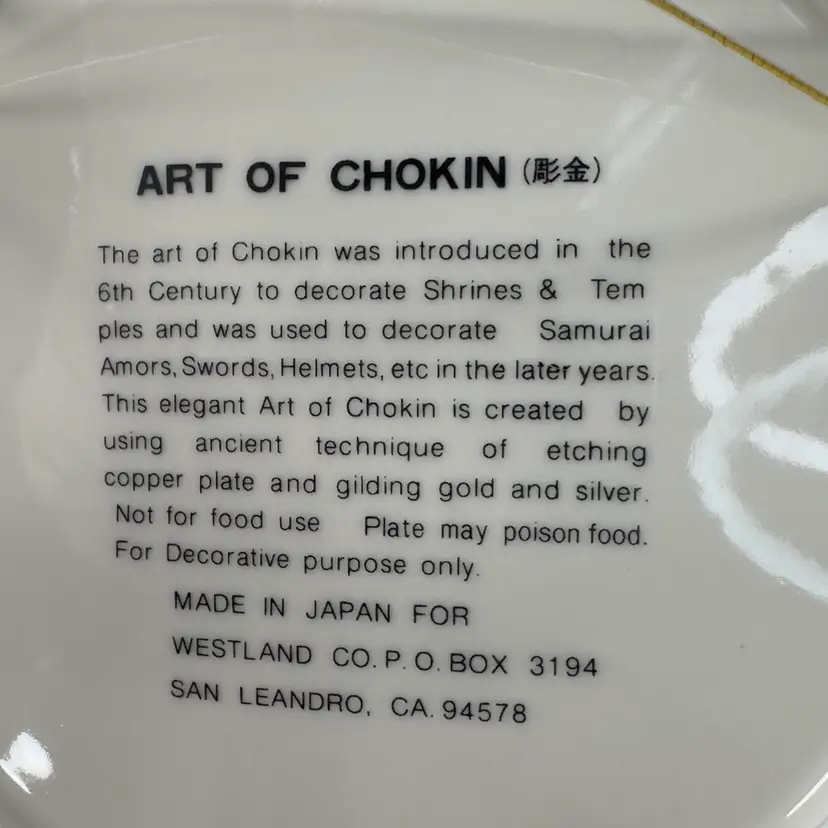 ART OF CHOKIN (彫金)
The art of Chokin was introduced in the
6th Century to decorate Shrines & Tem
ples and was used to decorate Samurai
Amors, Swords, Helmets, etc in the later years.
This elegant Art of Chokin is created by
using ancient technique of etching
copper plate and gilding gold and silver.
Not for food use Plate may poison food.
For Decorative purpose only.
MADE IN JAPAN FOR
WESTLAND CO. P. O. BOX 3194
SAN LEANDRO, CA. 94578